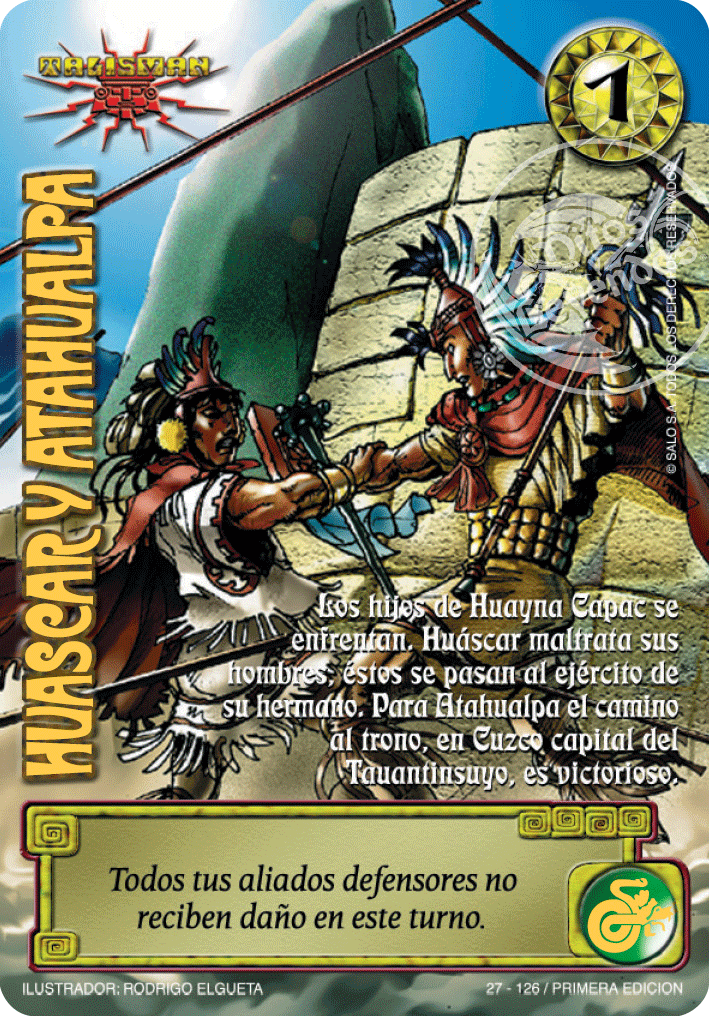 TALISMAN
1
HUASCAR Y ATAHUALPA
© SALO S.A. TODOS LOS DERECHOS RESERVADOS
Los hijos de Huayna Capac se
enfrentan. Huáscar maltrata sus
hombres; éstos se pasan al ejército de
su hermano. Para Atahualpa el camino
al trono, en Cuzco capital del
Tauantinsuyo, es victorioso.
Todos tus aliados defensores no
reciben daño en este turno.
ILUSTRADOR: RODRIGO ELGUETA
27 - 126 / PRIMERA EDICION